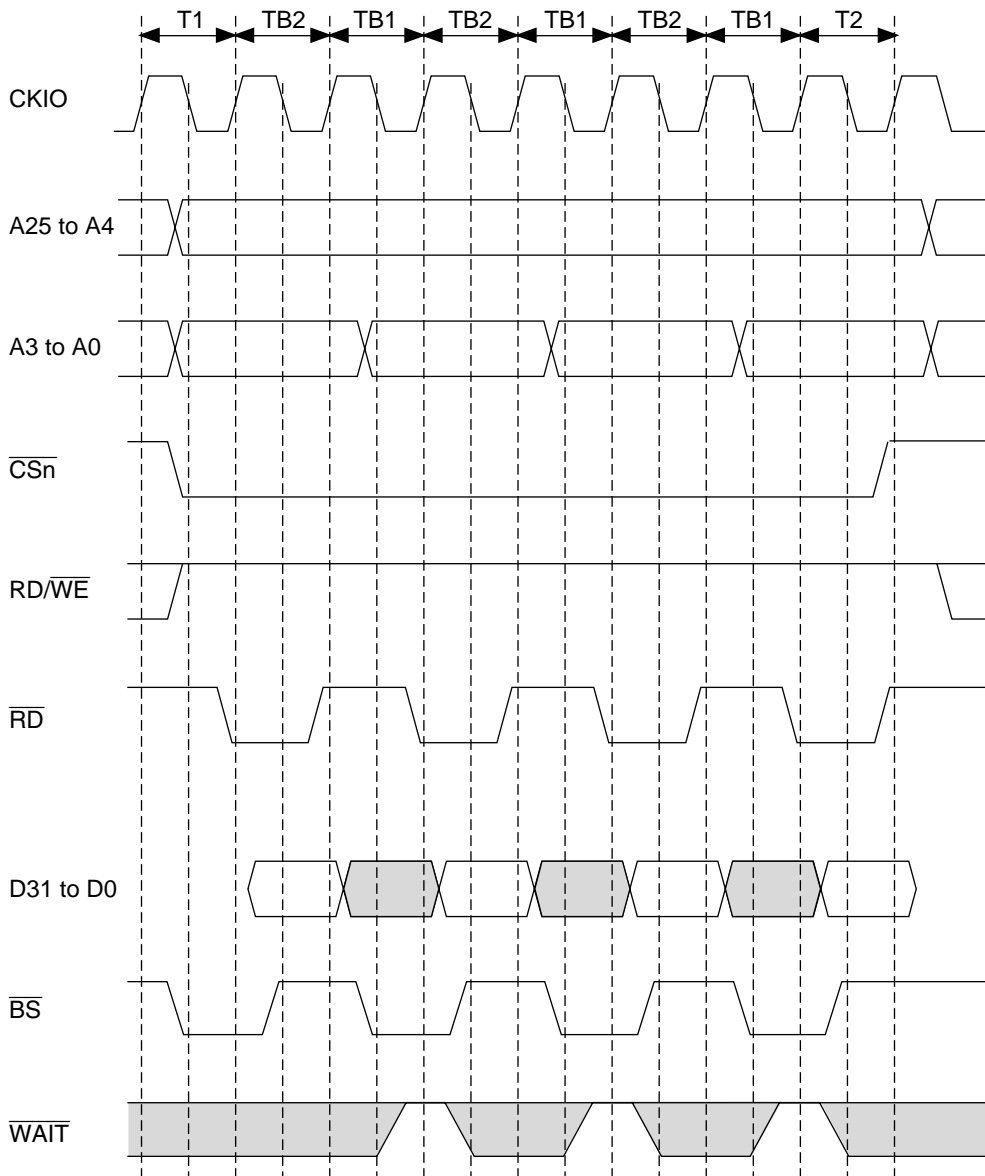 T1 TB2 TB1 TB2 TB1 TB2 TB1 T2
CKIO
A25 to A4
A3 to A0
CSn
RD/WE
RD
D31 to D0
BS
WAIT